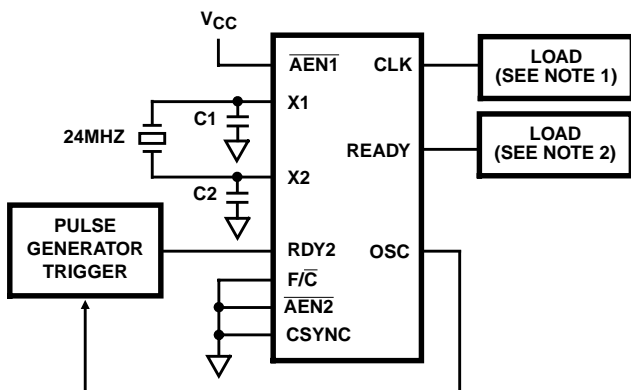 VCC
AEN1
CLK
LOAD
(SEE NOTE 1)
X1
C1
24MHZ
READY
LOAD
(SEE NOTE 2)
X2
C2
PULSE
GENERATOR
TRIGGER
RDY2
OSC
F/C
AEN2
CSYNC